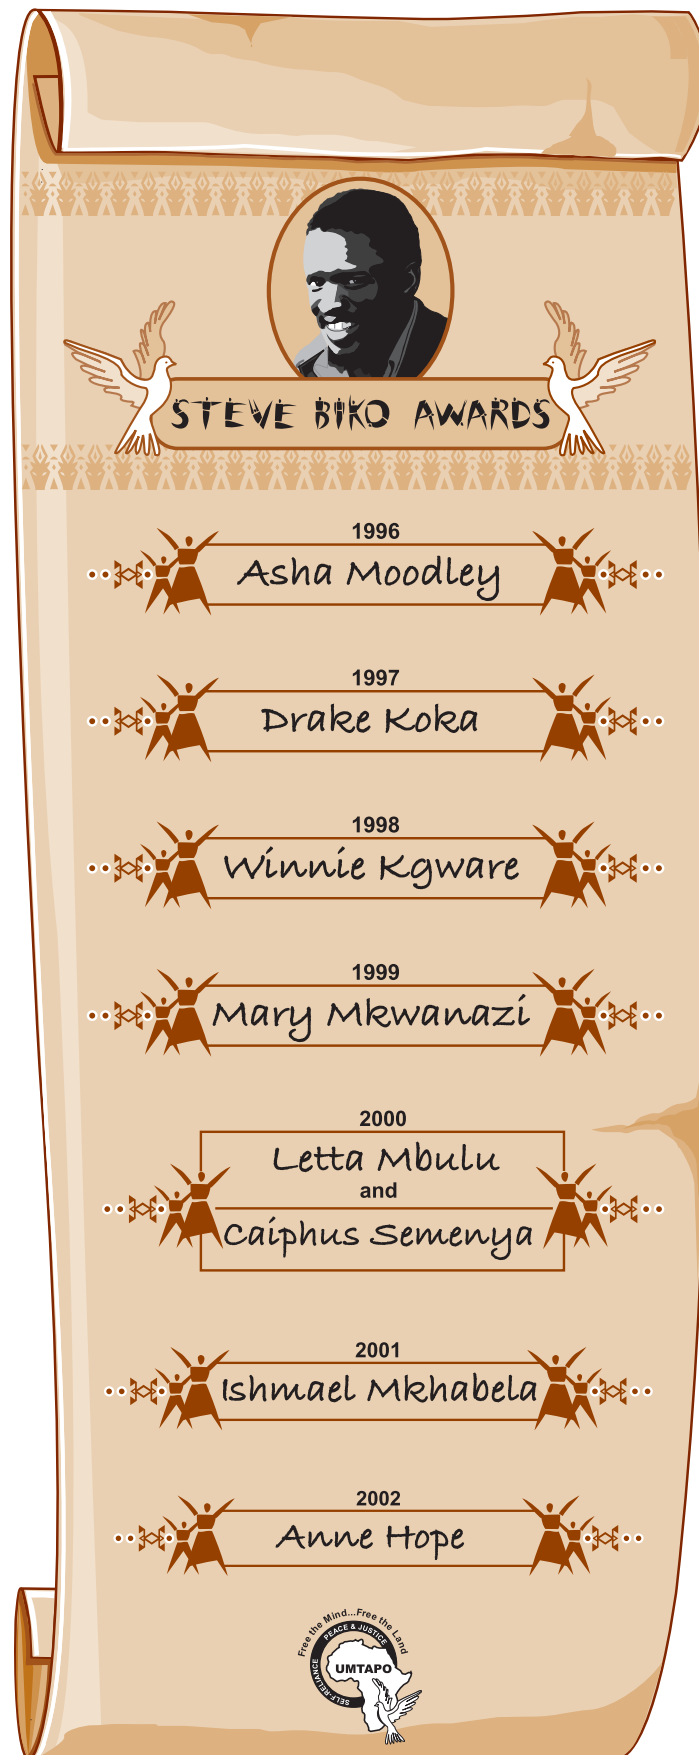 STEVE BIKO AWARDS
1996
Asha Moodley
1997
Drake Koka
1998
Winnie Kgware
1999
Mary Mkwanazi
2000
Letta Mbulu
and
Caiphus Semenya
2001
Ishmael Mkhabela
2002
Anne Hope
Free the Mind...Free the Land
PEACE & JUSTICE
SELF-RELIANCE
UMTAPO